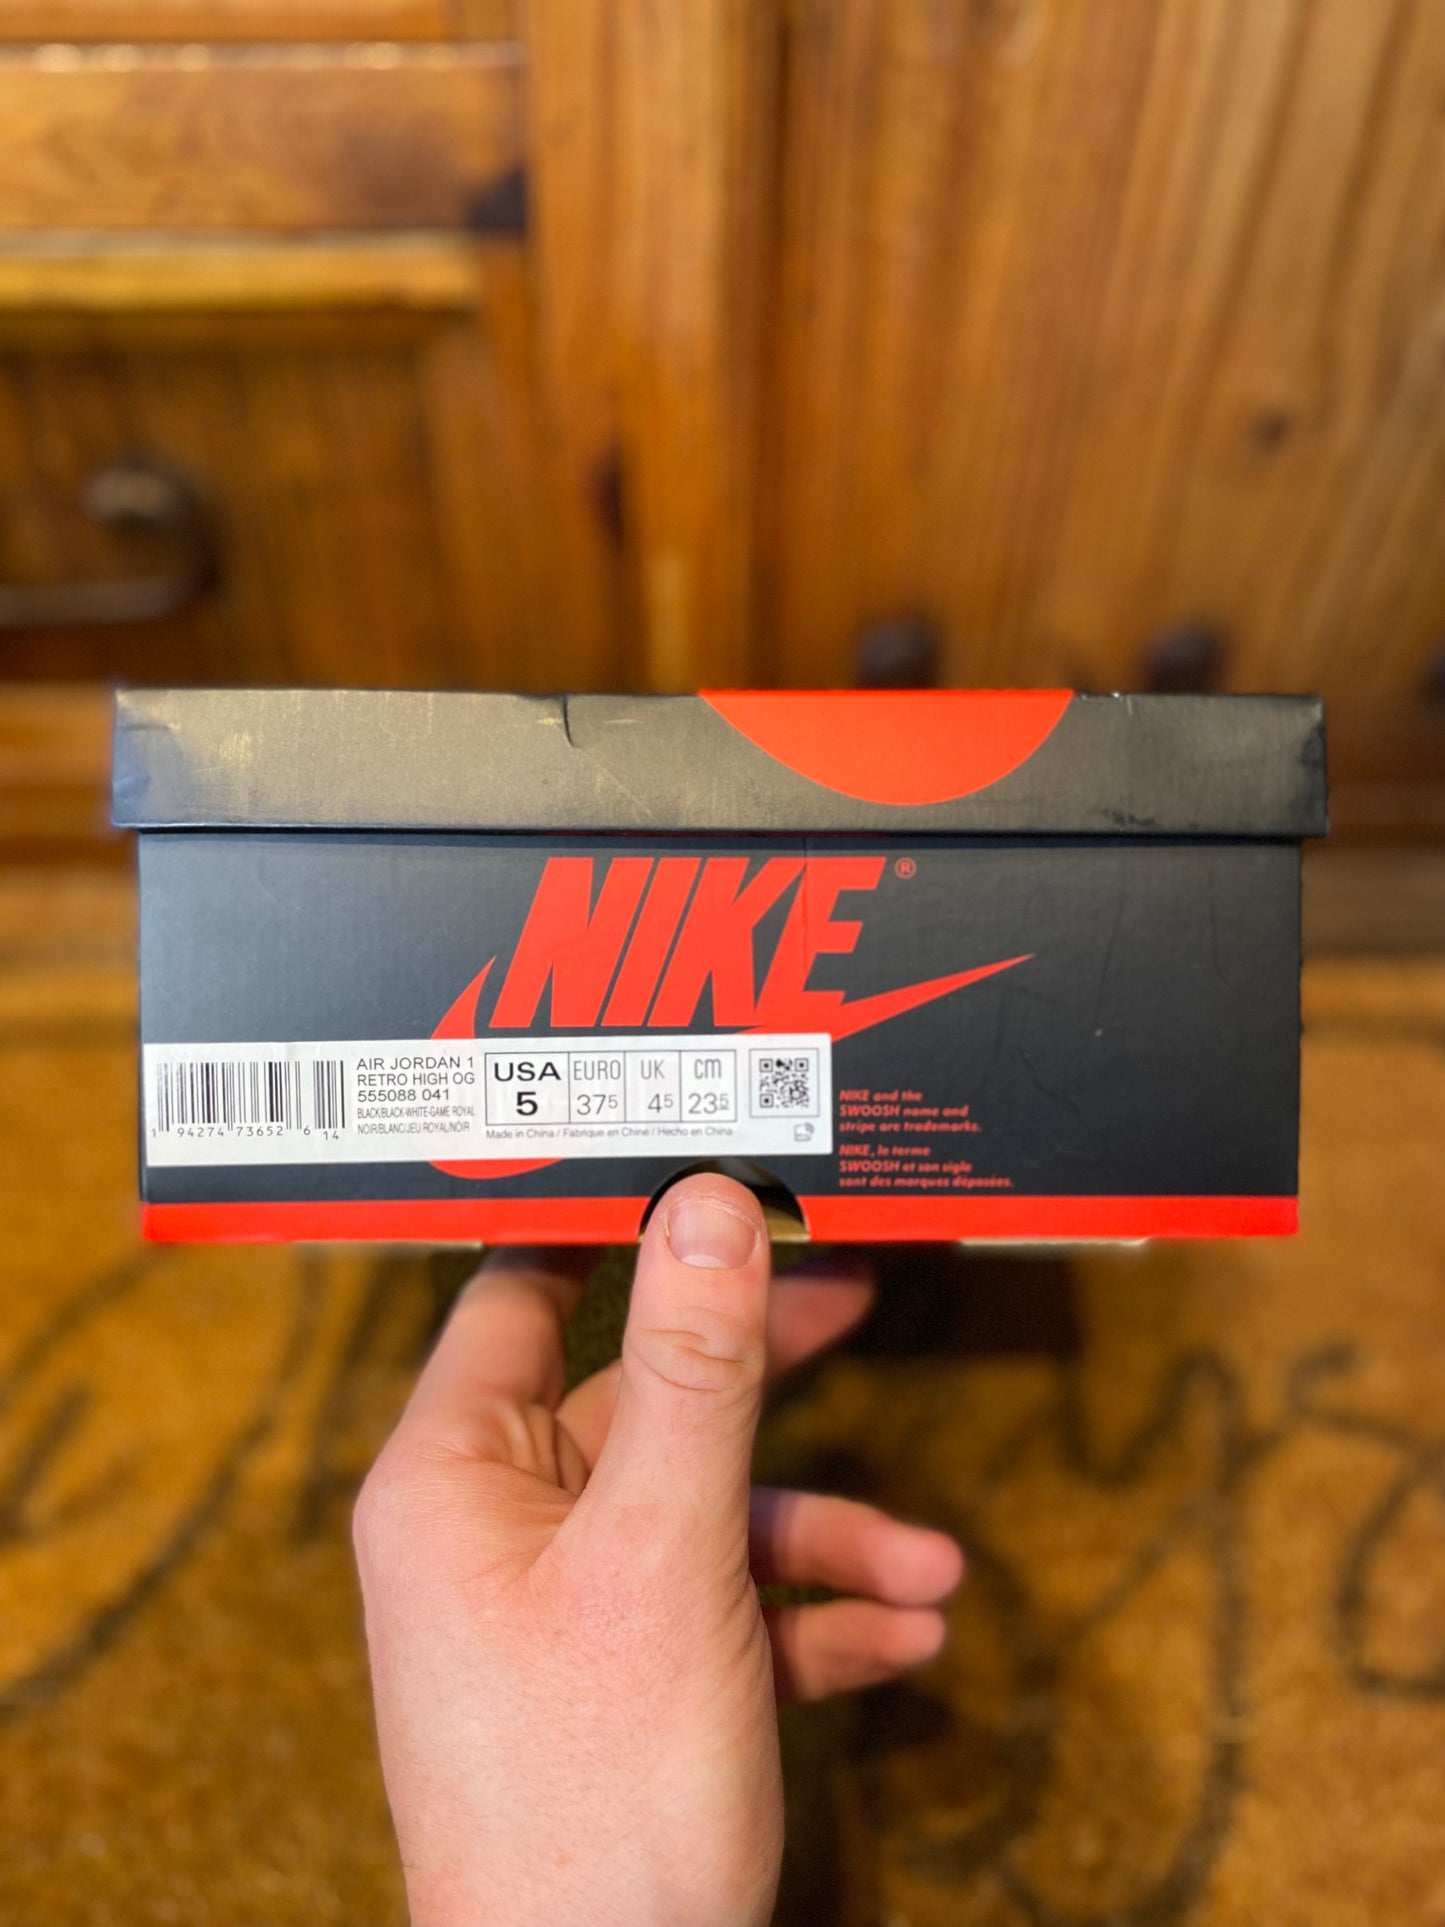 NIKE®
AIR JORDAN 1
RETRO HIGH OG
555088 041
BLACK/BLACK-WHITE-GAME ROYAL
NOIR/BLANC/JEU ROYAL/NOIR
1 94274 73652 6 14
USA EURO UK cm
5 37⁵ 4⁵ 23⁵
Made in China / Fabriqué en Chine / Hecho en China
NIKE and the
SWOOSH name and
stripe are trademarks.
NIKE, le terme
SWOOSH et son sigle
sont des marques déposées.